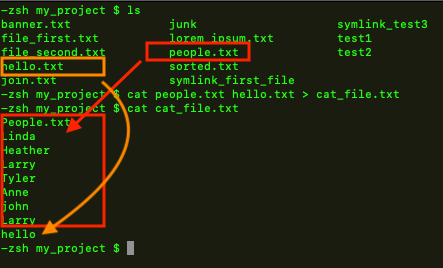 -zsh my_project $ ls
banner.txt junk symlink_test3
file_first.txt lorem_ipsum.txt test1
file_second.txt people.txt test2
hello.txt sorted.txt
join.txt symlink_first_file
-zsh my_project $ cat people.txt hello.txt > cat_file.txt
-zsh my_project $ cat cat_file.txt
People.txt
Linda
Heather
Larry
Tyler
Anne
john
Larry
hello
-zsh my_project $